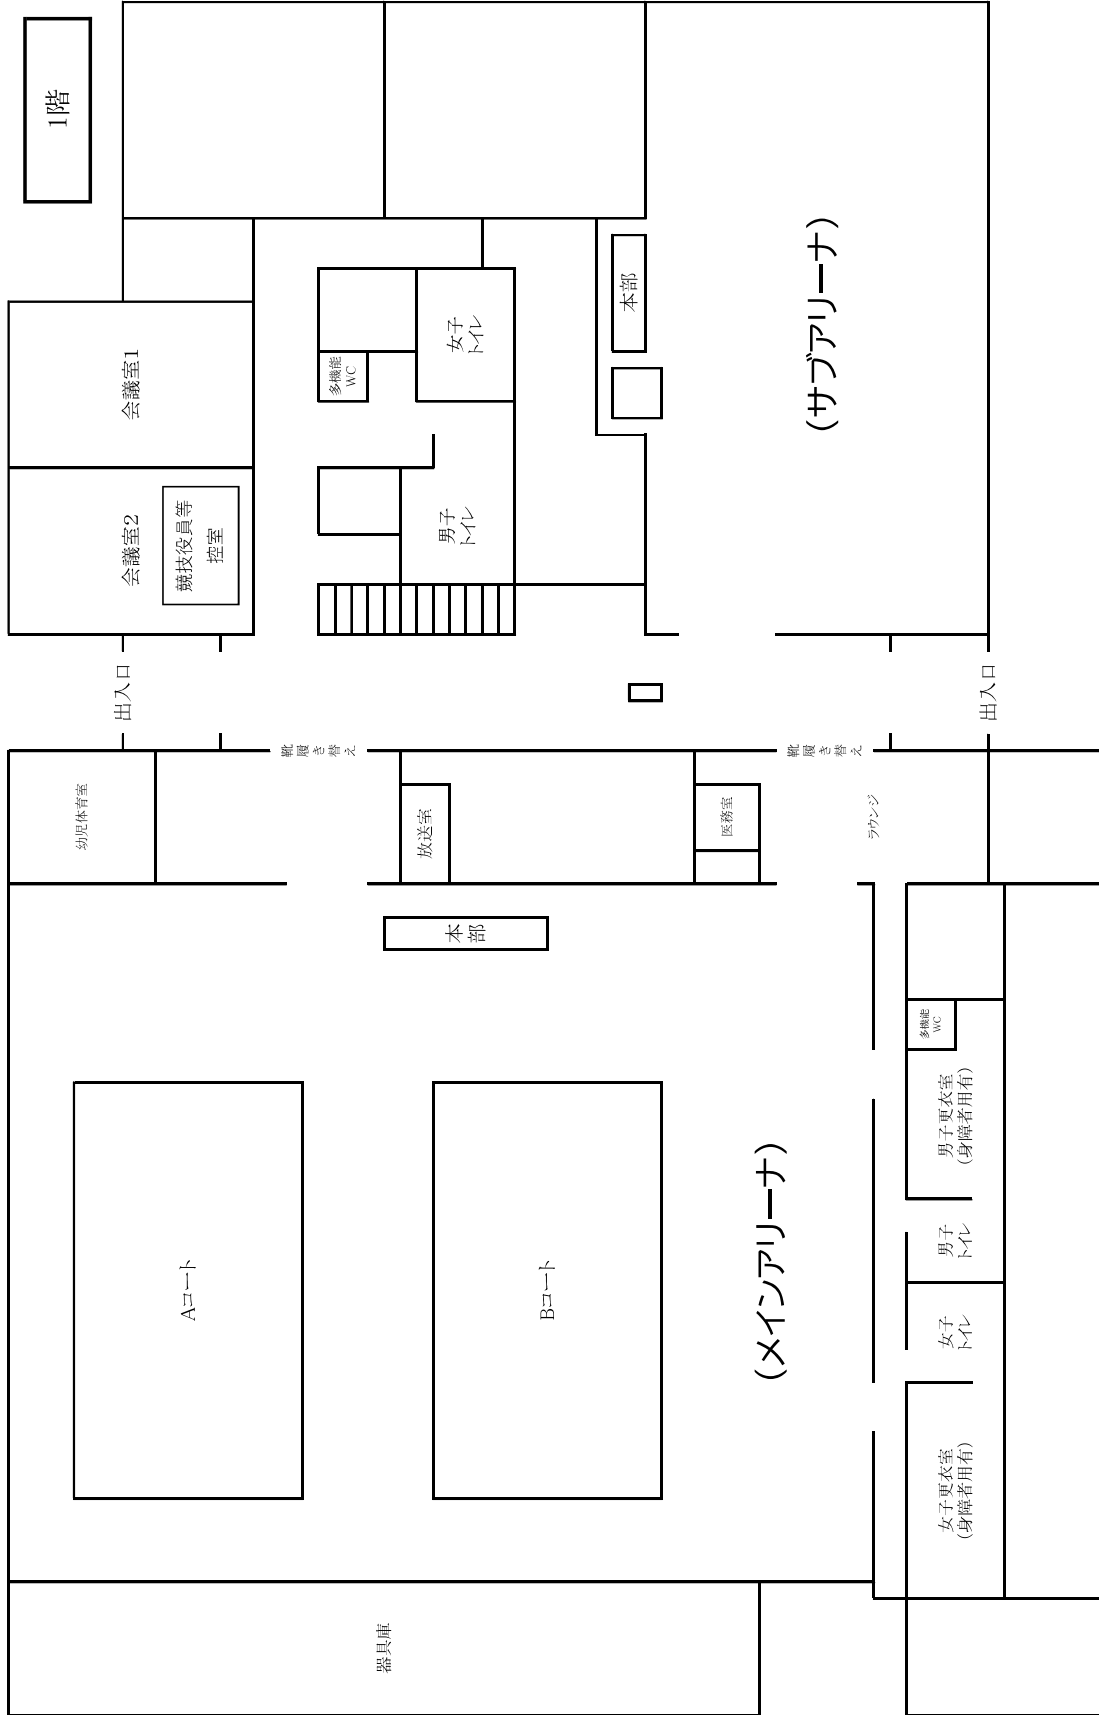 1階
会議室1
会議室2
競技役員等
控室
多機能
WC
女子
トイレ
男子
トイレ
本部
(サブアリーナ)
出入口
出入口
靴履き替え
靴履き替え
幼児体育室
放送室
医務室
ラウンジ
本部
Aコート
Bコート
(メインアリーナ)
多機能
WC
男子更衣室
(身障者用有)
男子
トイレ
女子
トイレ
女子更衣室
(身障者用有)
器具庫